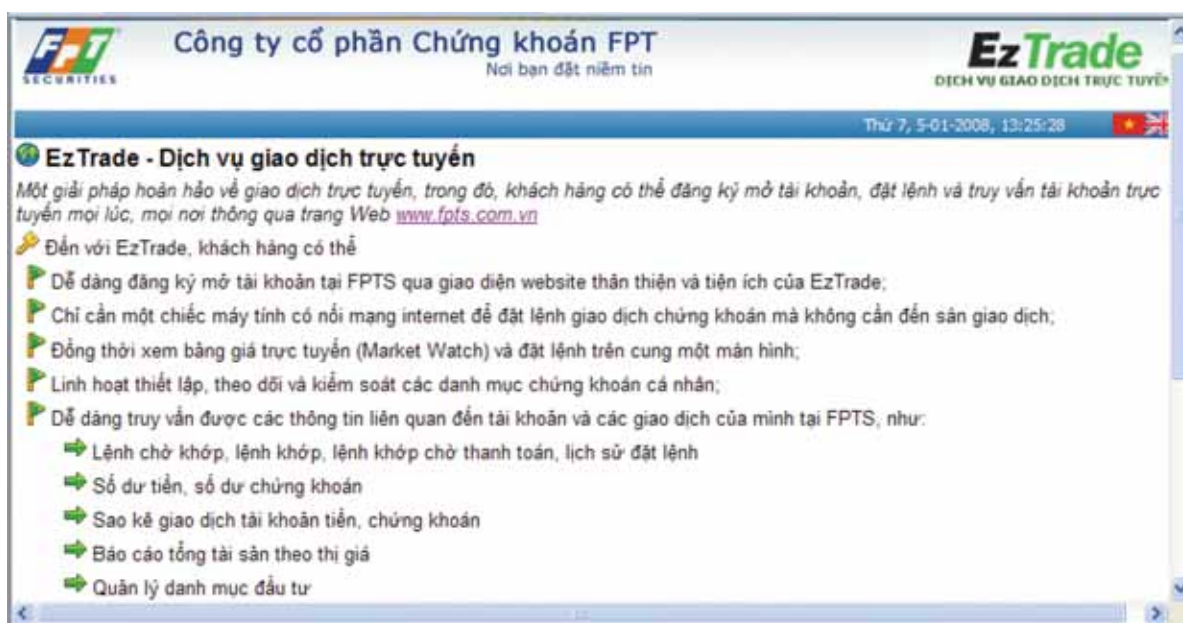 FPT
SECURITIES
Công ty cổ phần Chứng khoán FPT
Nơi bạn đặt niềm tin
EzTrade
DỊCH VỤ GIAO DỊCH TRỰC TUYẾN
Thứ 7, 5-01-2008, 13:25:28
EzTrade - Dịch vụ giao dịch trực tuyến
Một giải pháp hoàn hảo về giao dịch trực tuyến, trong đó, khách hàng có thể đăng ký mở tài khoản, đặt lệnh và truy vấn tài khoản trực
tuyến mọi lúc, mọi nơi thông qua trang Web www.fpts.com.vn
Đến với EzTrade, khách hàng có thể
Dễ dàng đăng ký mở tài khoản tại FPTS qua giao diện website thân thiện và tiện ích của EzTrade;
Chỉ cần một chiếc máy tính có nối mạng internet để đặt lệnh giao dịch chứng khoán mà không cần đến sàn giao dịch;
Đồng thời xem bảng giá trực tuyến (Market Watch) và đặt lệnh trên cung một màn hình;
Linh hoạt thiết lập, theo dõi và kiểm soát các danh mục chứng khoán cá nhân;
Dễ dàng truy vấn được các thông tin liên quan đến tài khoản và các giao dịch của mình tại FPTS, như:
Lệnh chờ khớp, lệnh khớp, lệnh khớp chờ thanh toán, lịch sử đặt lệnh
Số dư tiền, số dư chứng khoán
Sao kê giao dịch tài khoản tiền, chứng khoán
Báo cáo tổng tài sản theo thị giá
Quản lý danh mục đầu tư